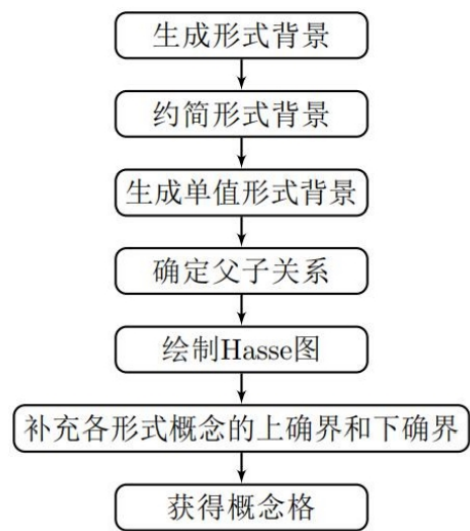 生成形式背景
约简形式背景
生成单值形式背景
确定父子关系
绘制Hasse图
补充各形式概念的上确界和下确界
获得概念格